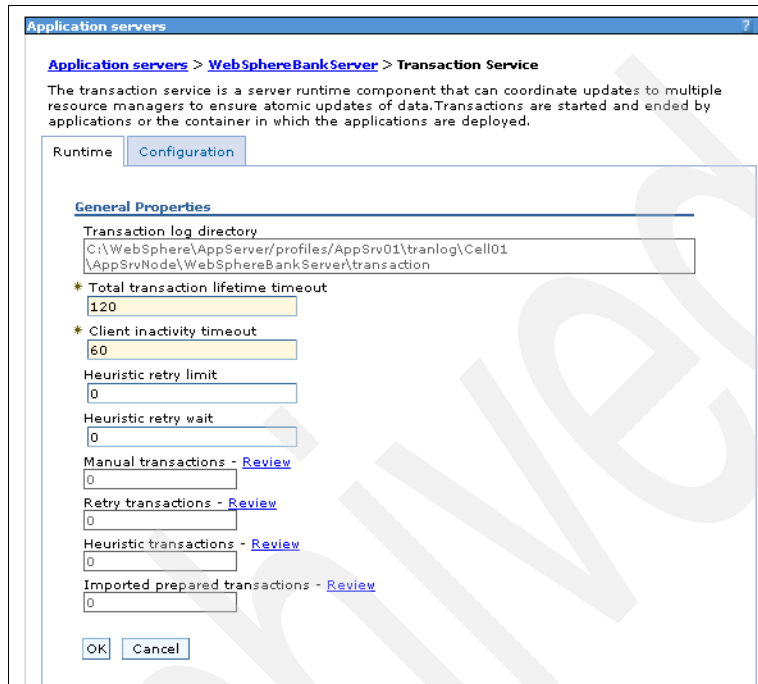 Application servers ?
Application servers > WebSphereBankServer > Transaction Service
The transaction service is a server runtime component that can coordinate updates to multiple
resource managers to ensure atomic updates of data.Transactions are started and ended by
applications or the container in which the applications are deployed.
Runtime Configuration
General Properties
Transaction log directory
C:\WebSphere\AppServer/profiles/AppSrv01\tranlog\Cell01
\AppSrvNode\WebSphereBankServer\transaction
* Total transaction lifetime timeout
120
* Client inactivity timeout
60
Heuristic retry limit
0
Heuristic retry wait
0
Manual transactions - Review
0
Retry transactions - Review
0
Heuristic transactions - Review
0
Imported prepared transactions - Review
0
OK Cancel